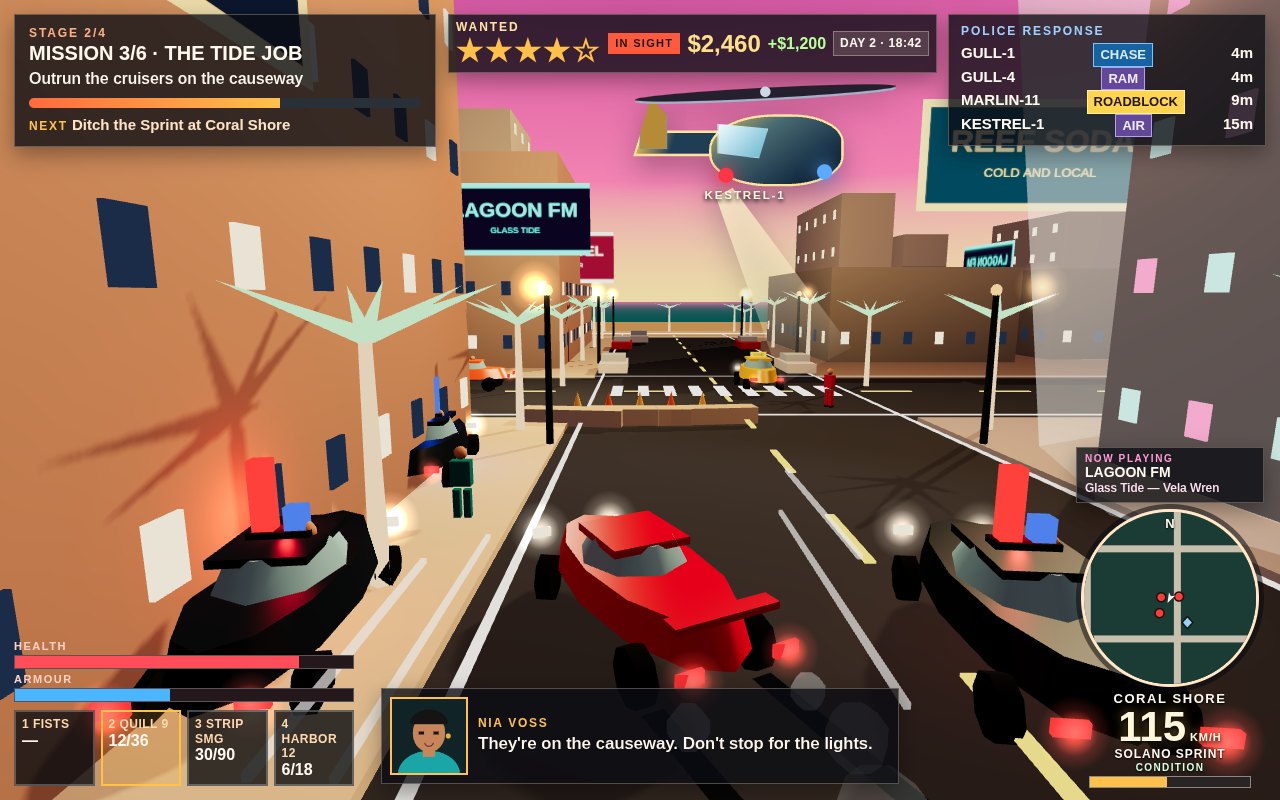 STAGE 2/4
MISSION 3/6 · THE TIDE JOB
Outrun the cruisers on the causeway
NEXT Ditch the Sprint at Coral Shore
WANTED
★★★★☆ IN SIGHT $2,460 +$1,200 DAY 2 · 18:42
POLICE RESPONSE
GULL-1 CHASE 4m
GULL-4 RAM 4m
MARLIN-11 ROADBLOCK 9m
KESTREL-1 AIR 15m
REEF SODA
COLD AND LOCAL
KESTREL-1
LAGOON FM
GLASS TIDE
EL
LAGOON FM
NOW PLAYING
LAGOON FM
Glass Tide — Vela Wren
N
CORAL SHORE
115 KM/H
SOLANO SPRINT
CONDITION
HEALTH
ARMOUR
1 FISTS
—
2 QUILL 9
12/36
3 STRIP
SMG
30/90
4
HARBOR
12
6/18
NIA VOSS
They're on the causeway. Don't stop for the lights.